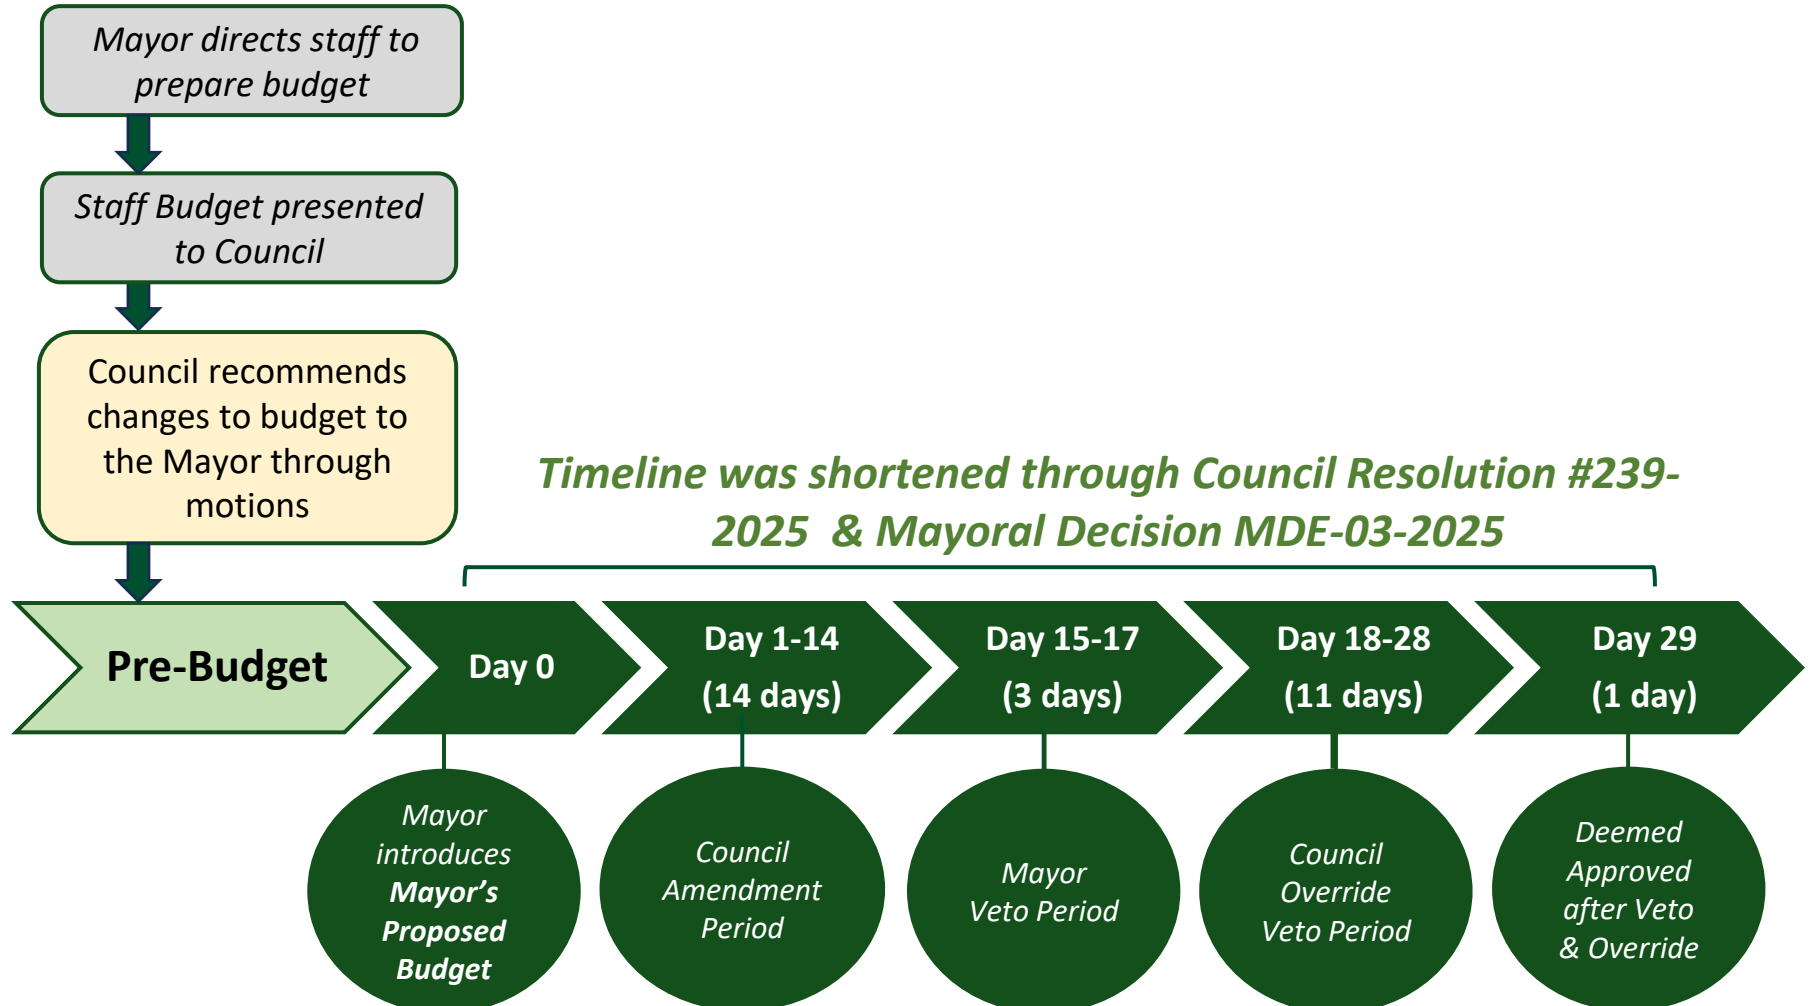 Mayor directs staff to
prepare budget
Staff Budget presented
to Council
Council recommends
changes to budget to
the Mayor through
motions
Timeline was shortened through Council Resolution #239-
2025  & Mayoral Decision MDE-03-2025
Pre-Budget
Day 0
Day 1-14
(14 days)
Day 15-17
(3 days)
Day 18-28
(11 days)
Day 29
(1 day)
Mayor
introduces
Mayor’s
Proposed
Budget
Council
Amendment
Period
Mayor
Veto Period
Council
Override
Veto Period
Deemed
Approved
after Veto
& Override